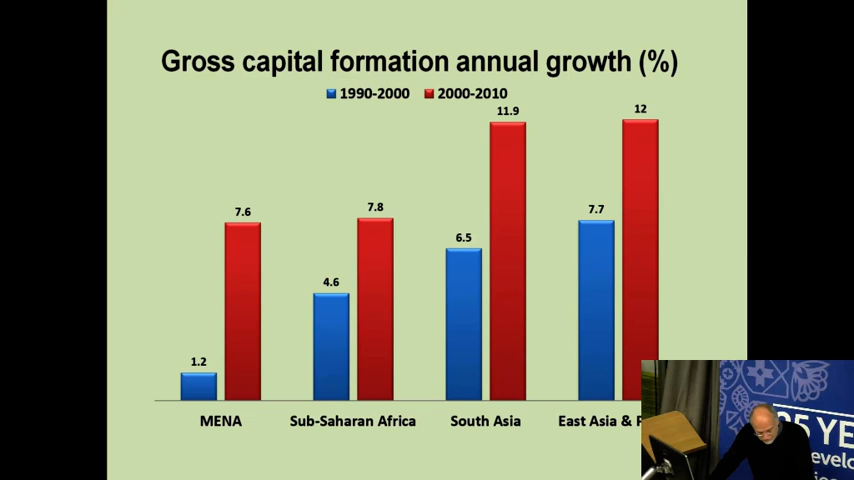 Gross capital formation annual growth (%)
1990-2000 2000-2010
11.9 12
7.6 7.8 7.7
6.5
4.6
1.2
MENA Sub-Saharan Africa South Asia East Asia &
YE